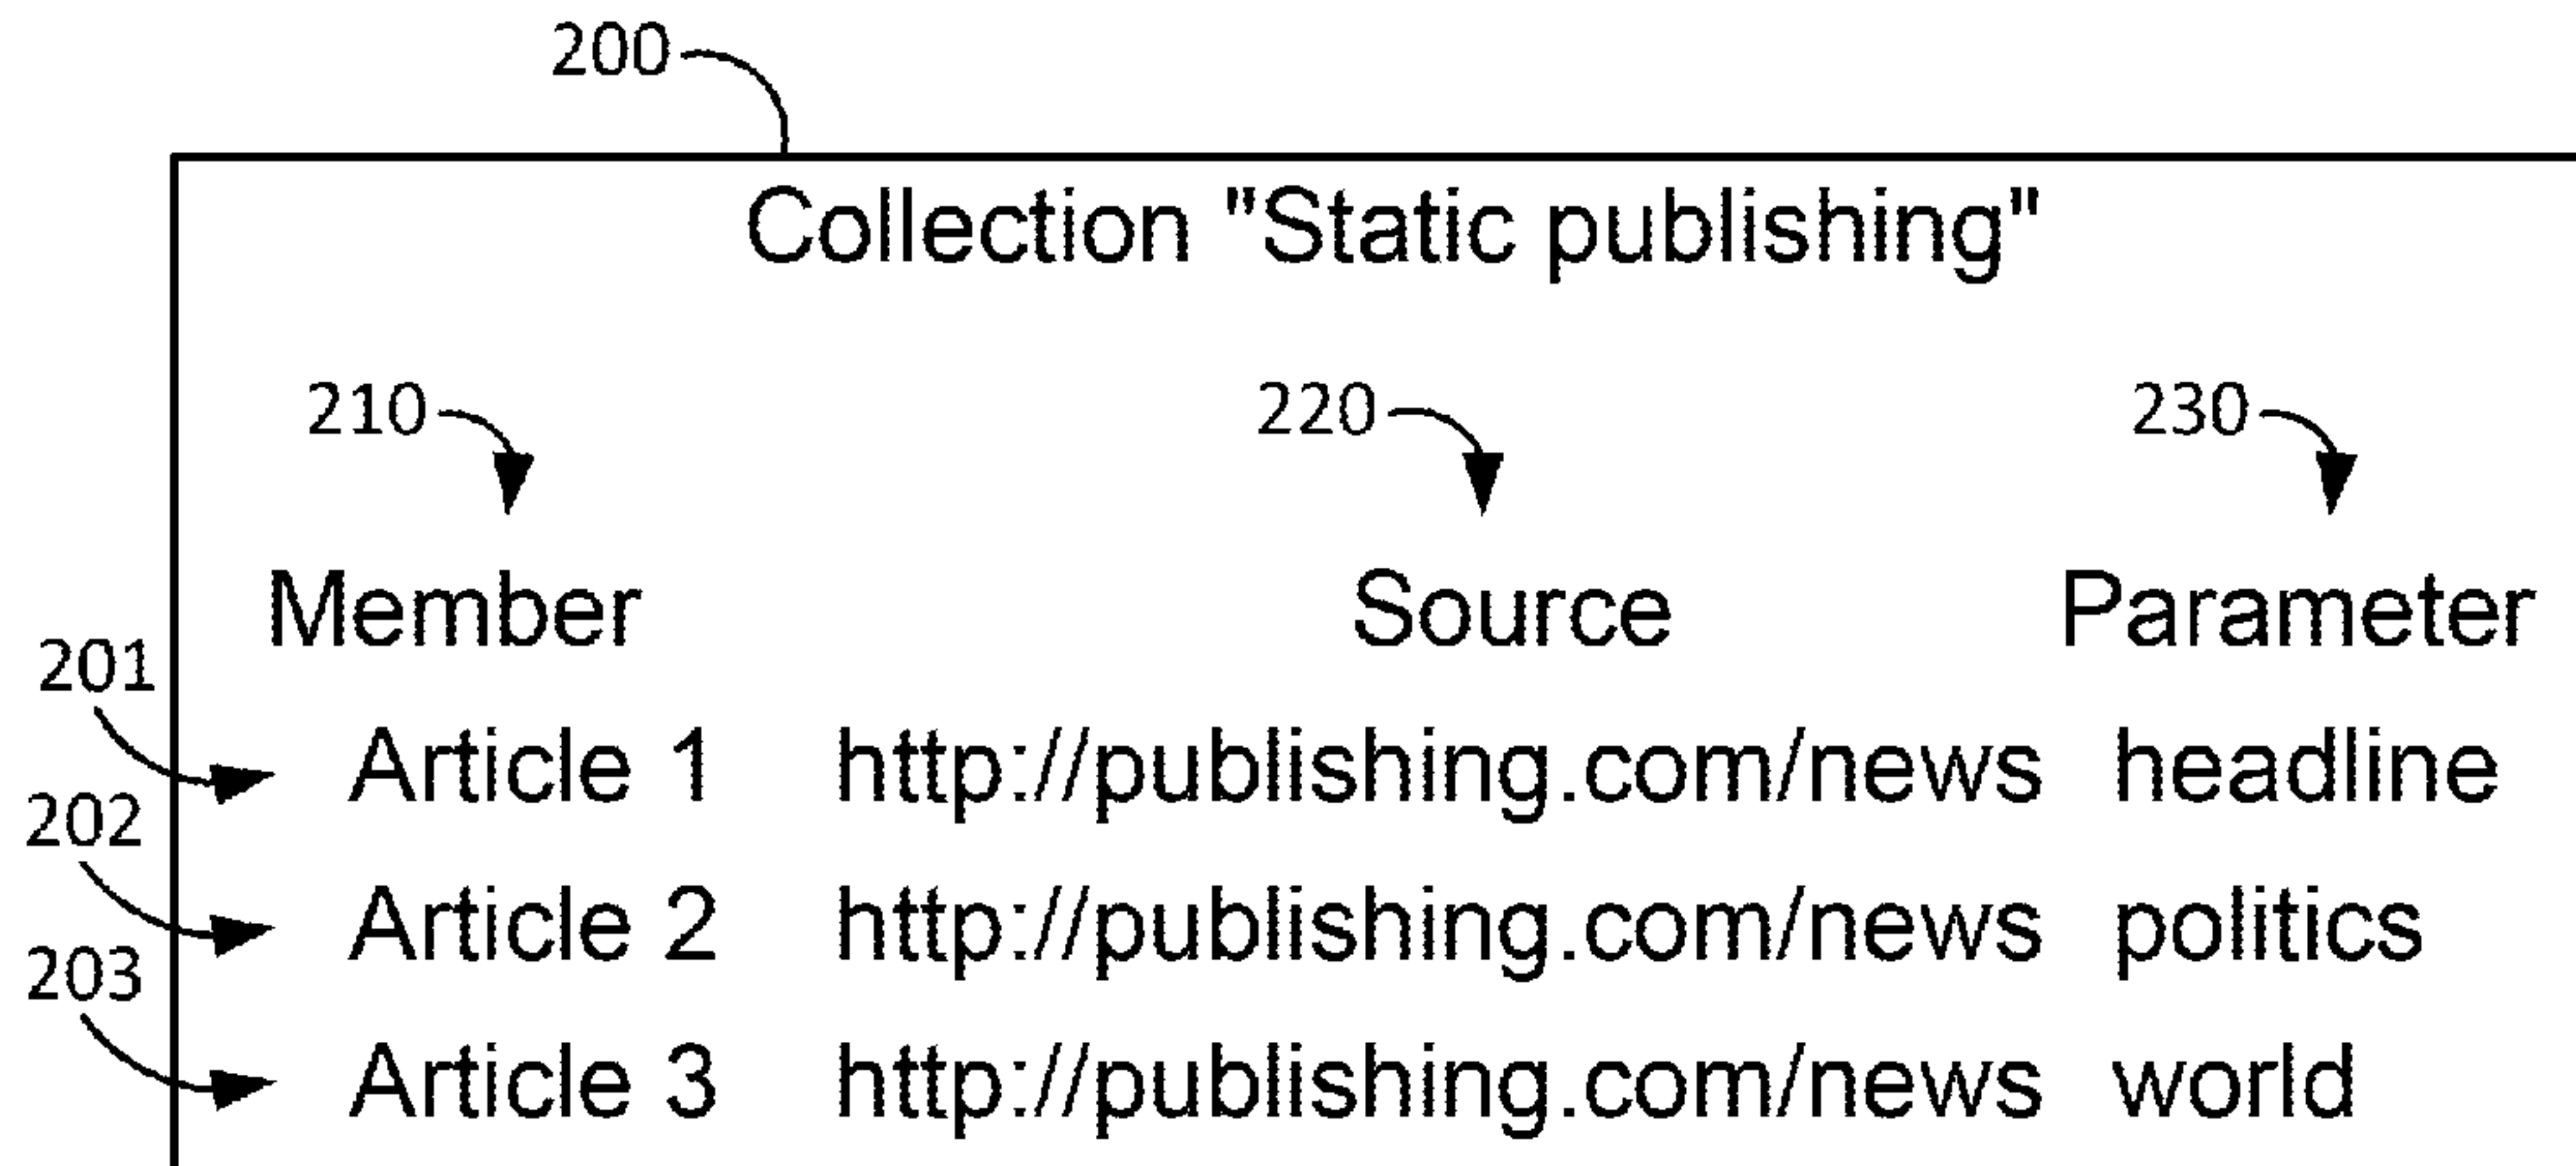 200
Collection "Static publishing"
210 220 230
Member Source Parameter
201
Article 1 http://publishing.com/news headline
202
Article 2 http://publishing.com/news politics
203
Article 3 http://publishing.com/news world